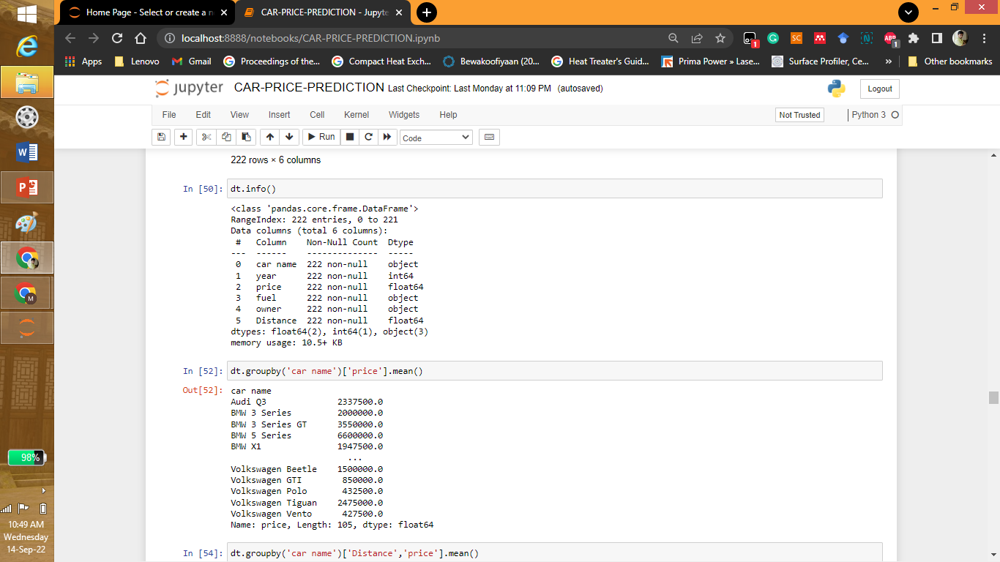 Home Page - Select or create a n
CAR-PRICE-PREDICTION - Jupyte
localhost:8888/notebooks/CAR-PRICE-PREDICTION.ipynb
Apps
Lenovo
Gmail
Proceedings of the...
Compact Heat Exch...
Bewakoofiyaan (20...
Heat Treater's Guid...
Prima Power » Lase...
Surface Profiler, Ce...
»
Other bookmarks
jupyter CAR-PRICE-PREDICTION Last Checkpoint: Last Monday at 11:09 PM (autosaved)
Logout
File Edit View Insert Cell Kernel Widgets Help
Not Trusted
Python 3
Run
Code
222 rows × 6 columns
In [50]: dt.info()
<class 'pandas.core.frame.DataFrame'>
RangeIndex: 222 entries, 0 to 221
Data columns (total 6 columns):
# Column Non-Null Count Dtype
--- ------ -------------- -----
0 car name 222 non-null object
1 year 222 non-null int64
2 price 222 non-null float64
3 fuel 222 non-null object
4 owner 222 non-null object
5 Distance 222 non-null float64
dtypes: float64(2), int64(1), object(3)
memory usage: 10.5+ KB
In [52]: dt.groupby('car name')['price'].mean()
Out[52]: car name
Audi Q3 2337500.0
BMW 3 Series 2000000.0
BMW 3 Series GT 3550000.0
BMW 5 Series 6600000.0
BMW X1 1947500.0
...
Volkswagen Beetle 1500000.0
Volkswagen GTI 850000.0
Volkswagen Polo 432500.0
Volkswagen Tiguan 2475000.0
Volkswagen Vento 427500.0
Name: price, Length: 105, dtype: float64
In [54]: dt.groupby('car name')['Distance','price'].mean()
98%
10:49 AM
Wednesday
14-Sep-22